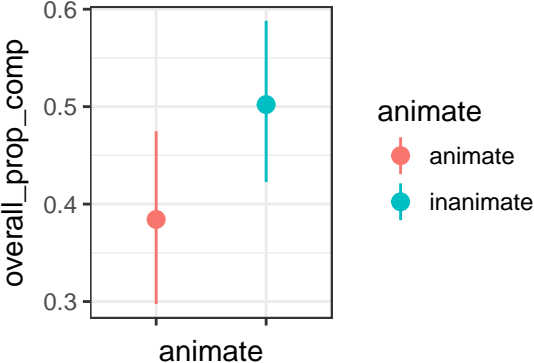 overall_prop_comp
0.6
0.5
0.4
0.3
animate
animate
animate
inanimate